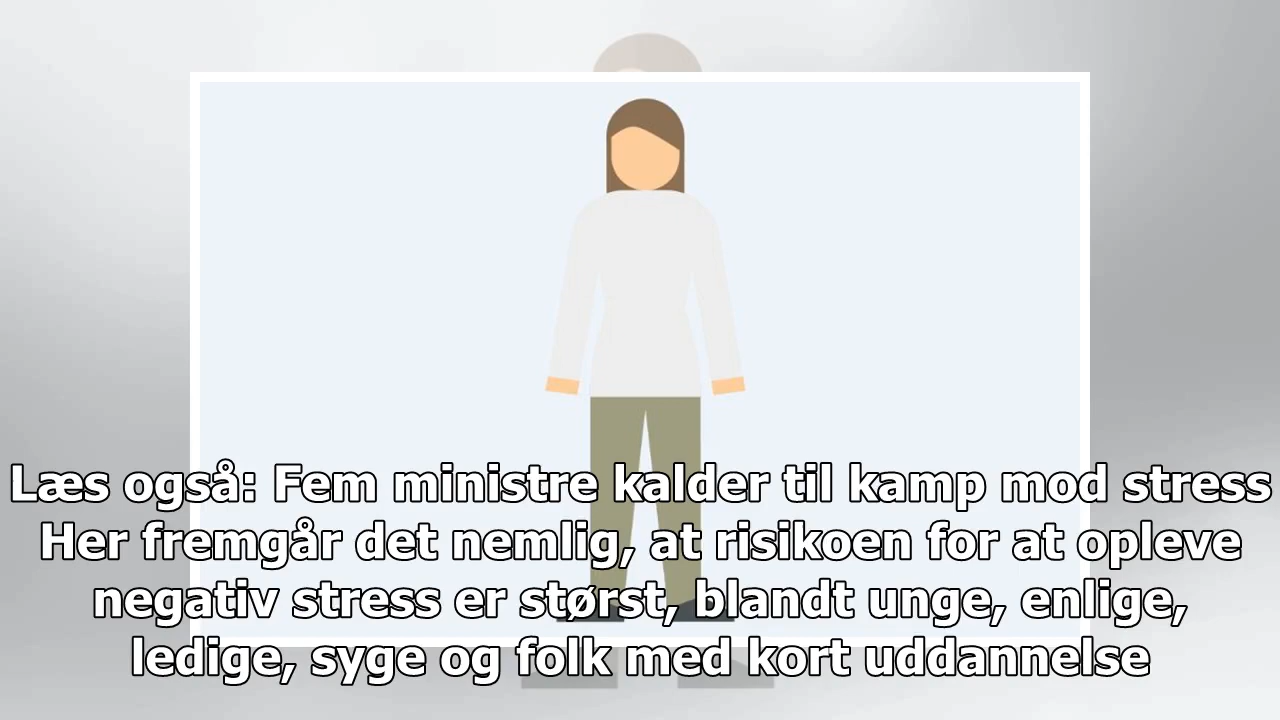 Læs også: Fem ministre kalder til kamp mod stress
Her fremgår det nemlig, at risikoen for at opleve
negativ stress er størst, blandt unge, enlige,
ledige, syge og folk med kort uddannelse